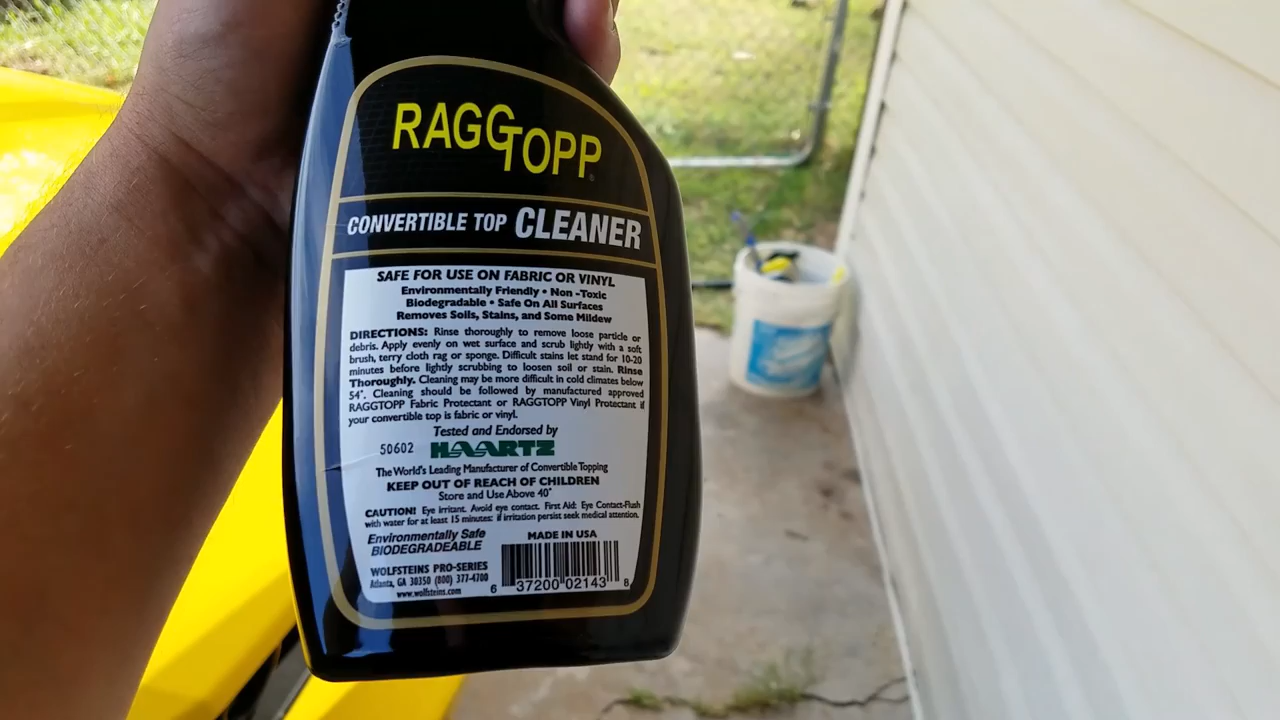 RAGGTOPP®
CONVERTIBLE TOP CLEANER
SAFE FOR USE ON FABRIC OR VINYL
Environmentally Friendly • Non -Toxic
Biodegradable • Safe On All Surfaces
Removes Soils, Stains, and Some Mildew
DIRECTIONS: Rinse thoroughly to remove loose particle or
debris. Apply evenly on wet surface and scrub lightly with a soft
brush, terry cloth rag or sponge. Difficult stains let stand for 10-20
minutes before lightly scrubbing to loosen soil or stain. Rinse
Thoroughly. Cleaning may be more difficult in cold climates below
54°. Cleaning should be followed by manufactured approved
RAGGTOPP Fabric Protectant or RAGGTOPP Vinyl Protectant if
your convertible top is fabric or vinyl.
Tested and Endorsed by
50602 HAARTZ
The World's Leading Manufacturer of Convertible Topping
KEEP OUT OF REACH OF CHILDREN
Store and Use Above 40°
CAUTION! Eye irritant. Avoid eye contact. First Aid: Eye Contact-Flush
with water for at least 15 minutes: if irritation persist seek medical attention.
Environmentally Safe
BIODEGRADEABLE
MADE IN USA
WOLFSTEINS PRO-SERIES
Atlanta, GA 30350 (800) 377-4700
www.wolfsteins.com
6 37200 02143 8